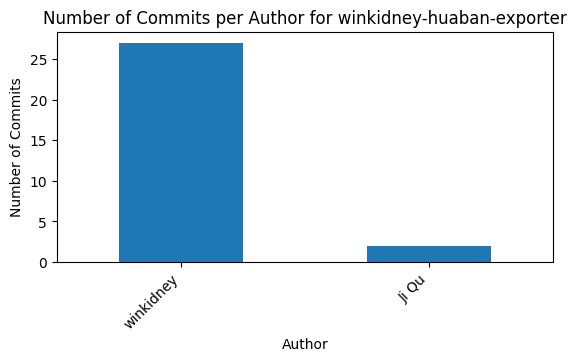 Number of Commits per Author for winkidney-huaban-exporter
Number of Commits
25
20
15
10
5
0
winkidney
Ji Qu
Author